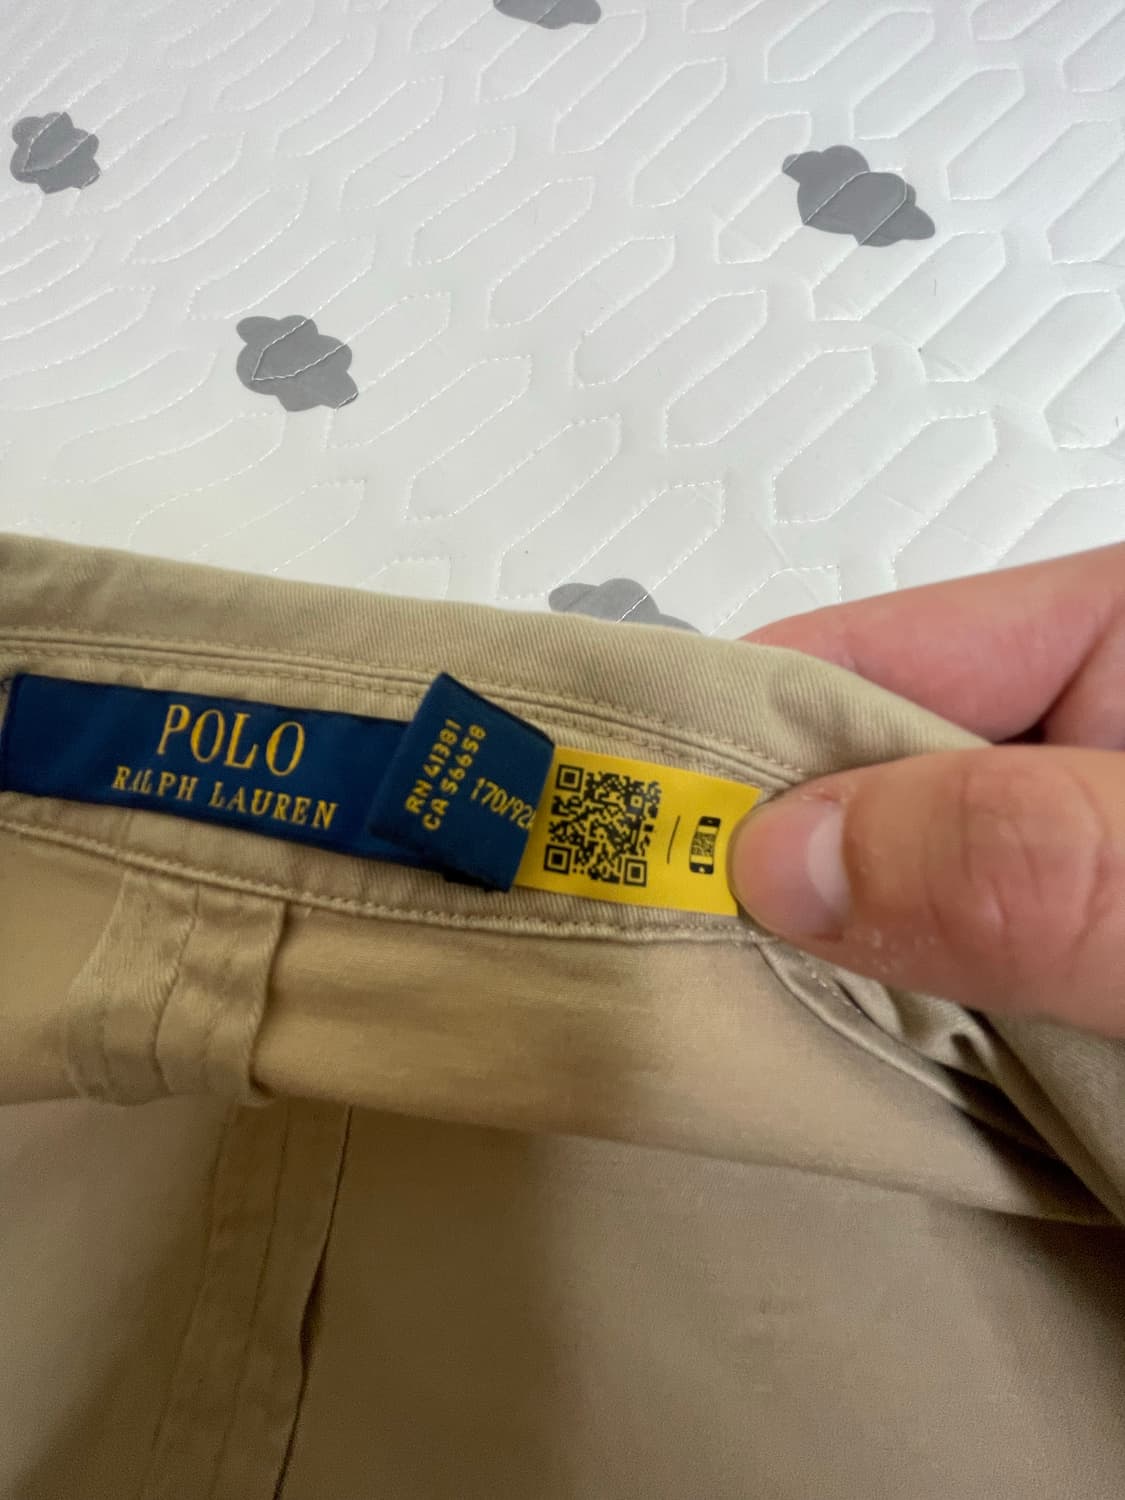 POLO
RALPH LAUREN
RN 41381
CA 56658
170/92